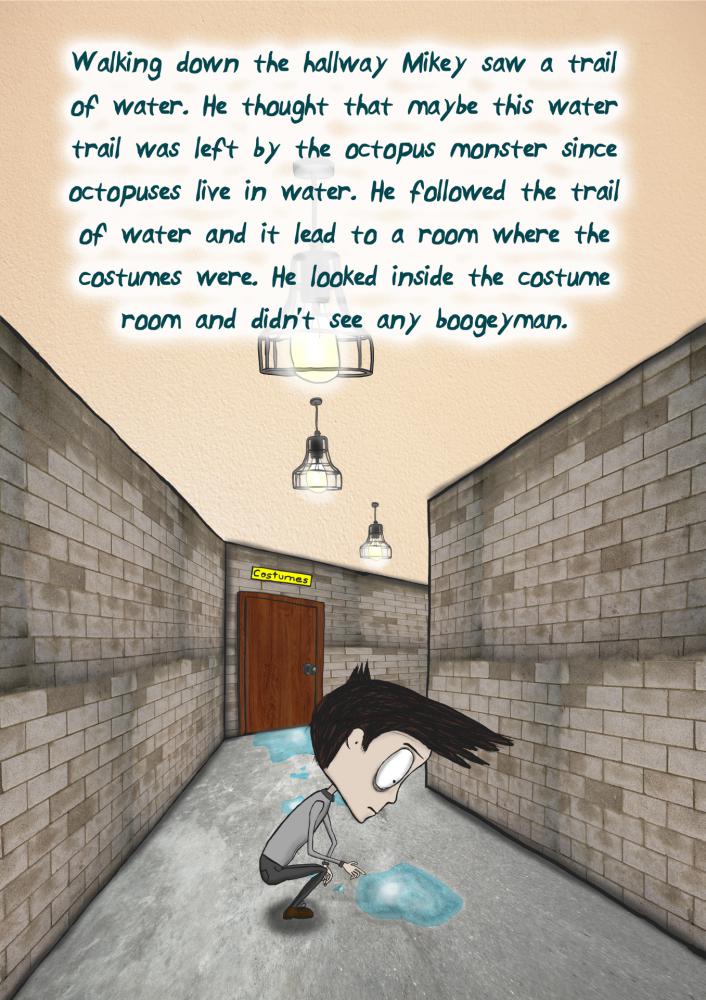 Walking down the hallway Mikey saw a trail
of water. He thought that maybe this water
trail was left by the octopus monster since
octopuses live in water. He followed the trail
of water and it lead to a room where the
costumes were. He looked inside the costume
room and didn't see any boogeyman.
Costumes